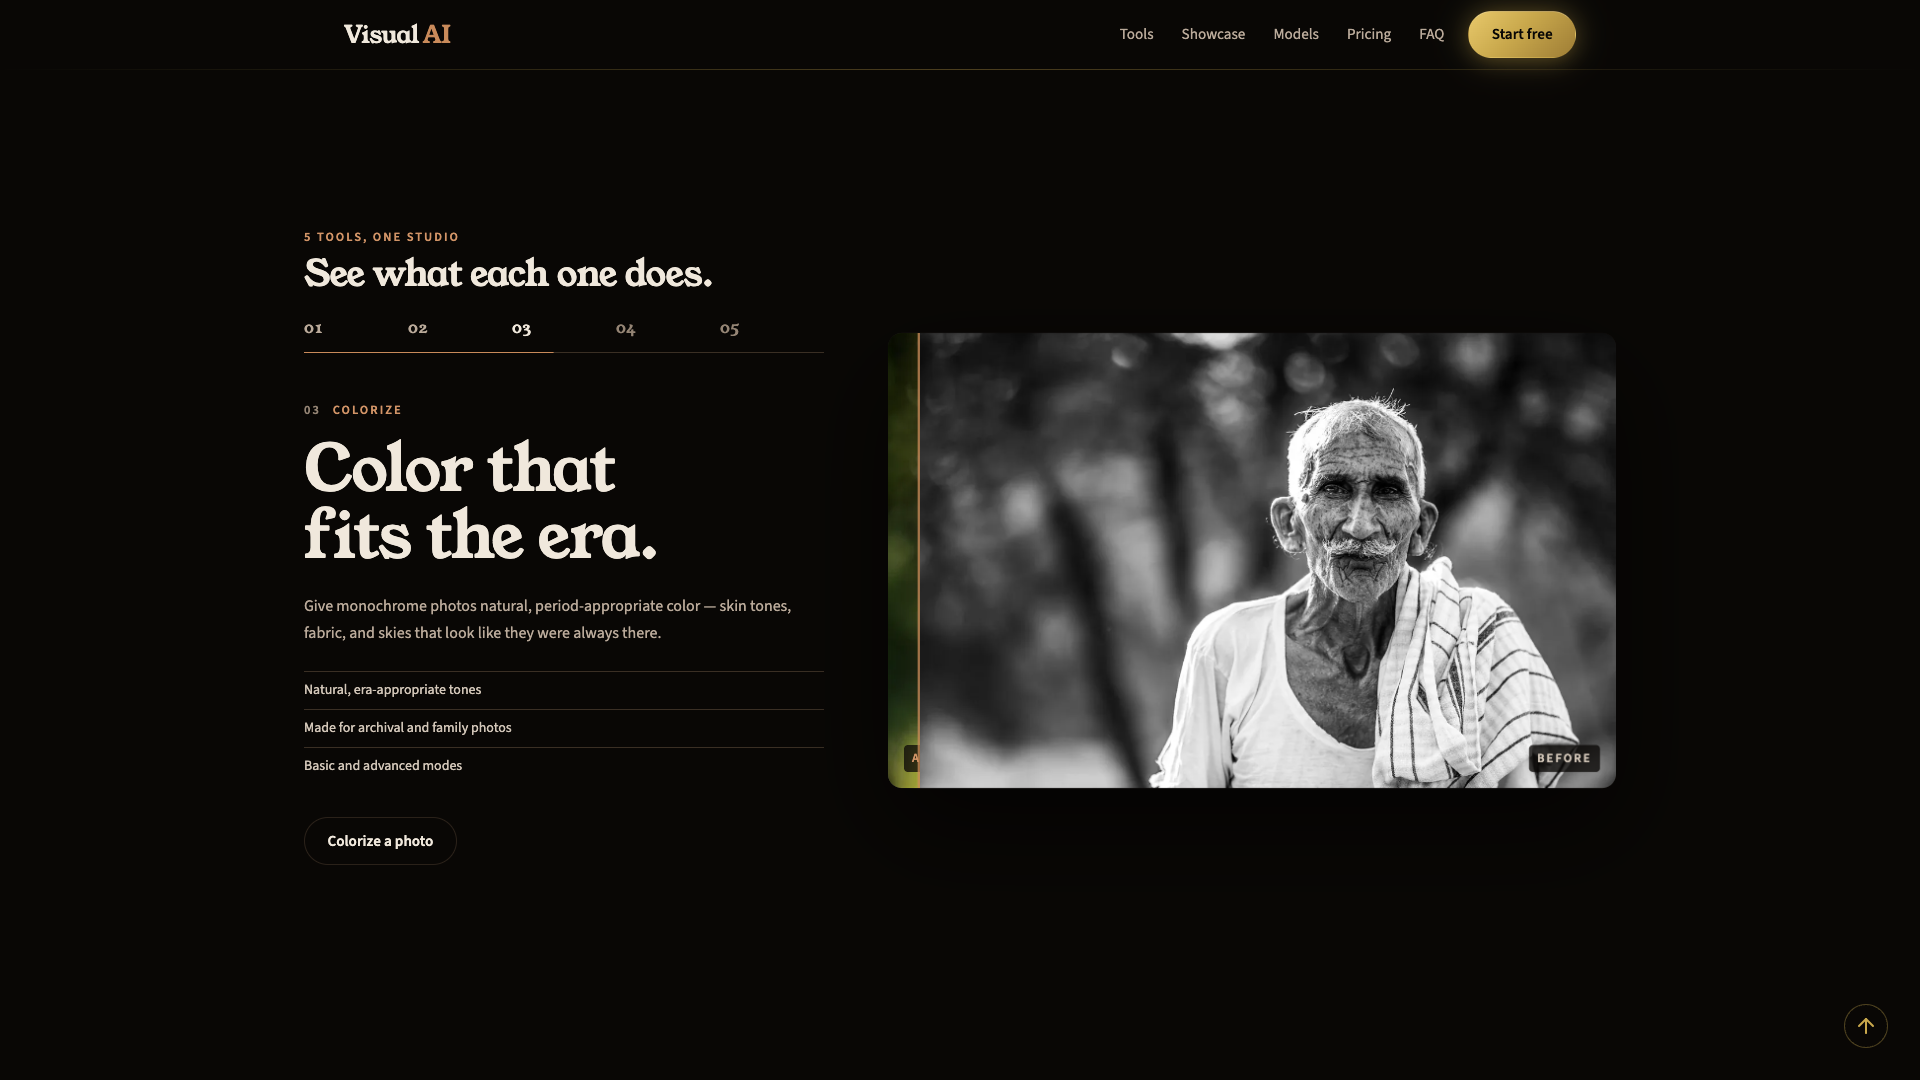 Visual AI
Tools
Showcase
Models
Pricing
FAQ
Start free
5 TOOLS, ONE STUDIO
See what each one does.
01
02
03
04
05
03 COLORIZE
Color that
fits the era.
Give monochrome photos natural, period-appropriate color — skin tones,
fabric, and skies that look like they were always there.
Natural, era-appropriate tones
Made for archival and family photos
Basic and advanced modes
Colorize a photo
BEFORE